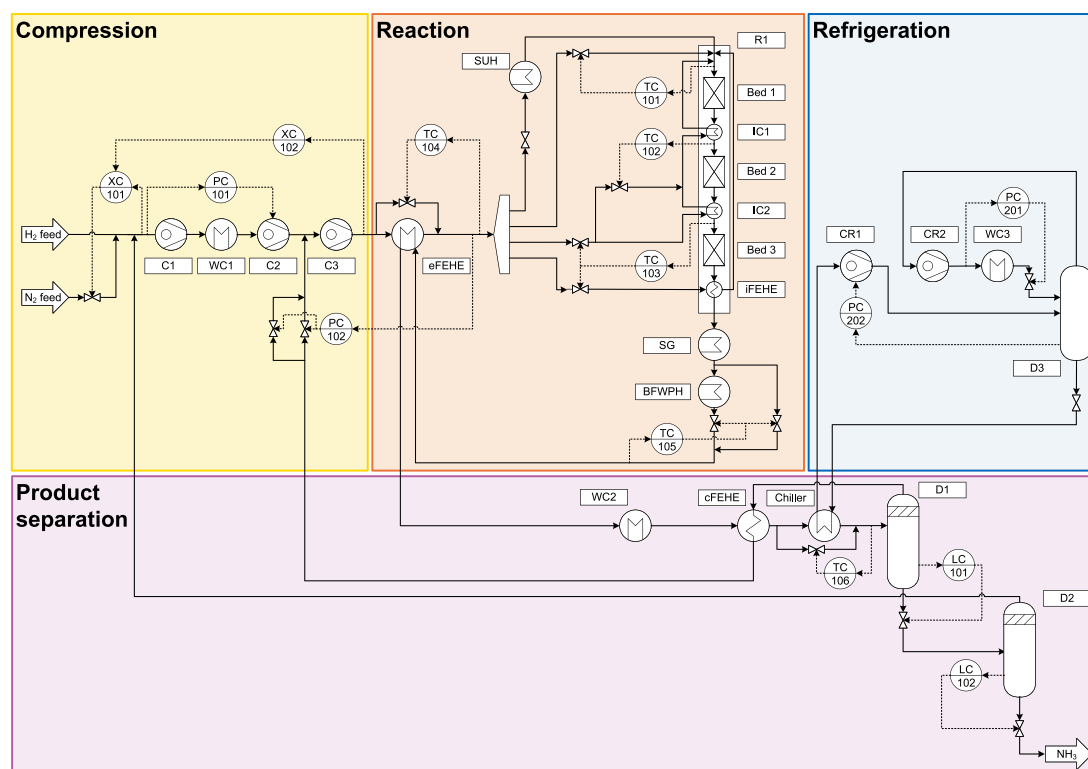 Compression
Reaction
Refrigeration
R1
SUH
TC
101
Bed 1
XC
102
TC
104
TC
102
IC1
XC
101
PC
101
Bed 2
PC
201
H₂ feed
IC2
CR1
CR2
WC3
C1
WC1
C2
C3
eFEHE
TC
103
Bed 3
N₂ feed
iFEHE
PC
102
PC
202
SG
D3
BFWPH
TC
105
Product
separation
WC2
cFEHE
Chiller
D1
TC
106
LC
101
D2
LC
102
NH₃